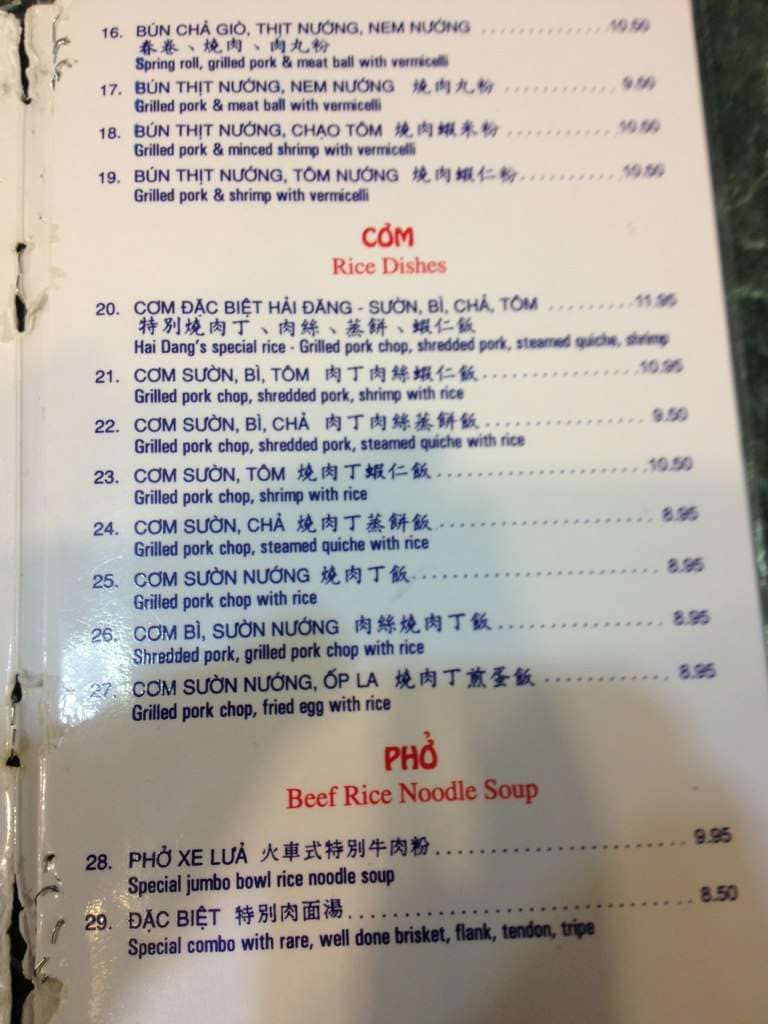 16. BÚN CHẢ GIÒ, THỊT NƯỚNG, NEM NƯỚNG ................ 10.50
春卷、燒肉、肉丸粉
Spring roll, grilled pork & meat ball with vermicelli
17. BÚN THỊT NƯỚNG, NEM NƯỚNG 燒肉丸粉 ............ 9.50
Grilled pork & meat ball with vermicelli
18. BÚN THỊT NƯỚNG, CHẠO TÔM 燒肉蝦米粉 ............ 10.50
Grilled pork & minced shrimp with vermicelli
19. BÚN THỊT NƯỚNG, TÔM NƯỚNG 燒肉蝦仁粉 ........... 10.50
Grilled pork & shrimp with vermicelli
CƠM
Rice Dishes
20. CƠM ĐẶC BIỆT HẢI ĐĂNG - SƯỜN, BÌ, CHẢ, TÔM ......... 11.95
特別燒肉丁、肉絲、蒸餅、蝦仁飯
Hai Dang's special rice - Grilled pork chop, shredded pork, steamed quiche, shrimp
21. CƠM SƯỜN, BÌ, TÔM 肉丁肉絲蝦仁飯 ................ 10.95
Grilled pork chop, shredded pork, shrimp with rice
22. CƠM SƯỜN, BÌ, CHẢ 肉丁肉絲蒸餅飯 ................ 9.50
Grilled pork chop, shredded pork, steamed quiche with rice
23. CƠM SƯỜN, TÔM 燒肉丁蝦仁飯 ..................... 10.50
Grilled pork chop, shrimp with rice
24. CƠM SƯỜN, CHẢ 燒肉丁蒸餅飯 ..................... 8.95
Grilled pork chop, steamed quiche with rice
25. CƠM SƯỜN NƯỚNG 燒肉丁飯 ....................... 8.95
Grilled pork chop with rice
26. CƠM BÌ, SƯỜN NƯỚNG 肉絲燒肉丁飯 ................ 8.95
Shredded pork, grilled pork chop with rice
27. CƠM SƯỜN NƯỚNG, ỐP LA 燒肉丁煎蛋飯 ............ 8.95
Grilled pork chop, fried egg with rice
PHỞ
Beef Rice Noodle Soup
28. PHỞ XE LƯẢ 火車式特別牛肉粉 ....................... 9.95
Special jumbo bowl rice noodle soup
29. ĐẶC BIỆT 特別肉面湯 .............................. 8.50
Special combo with rare, well done brisket, flank, tendon, tripe